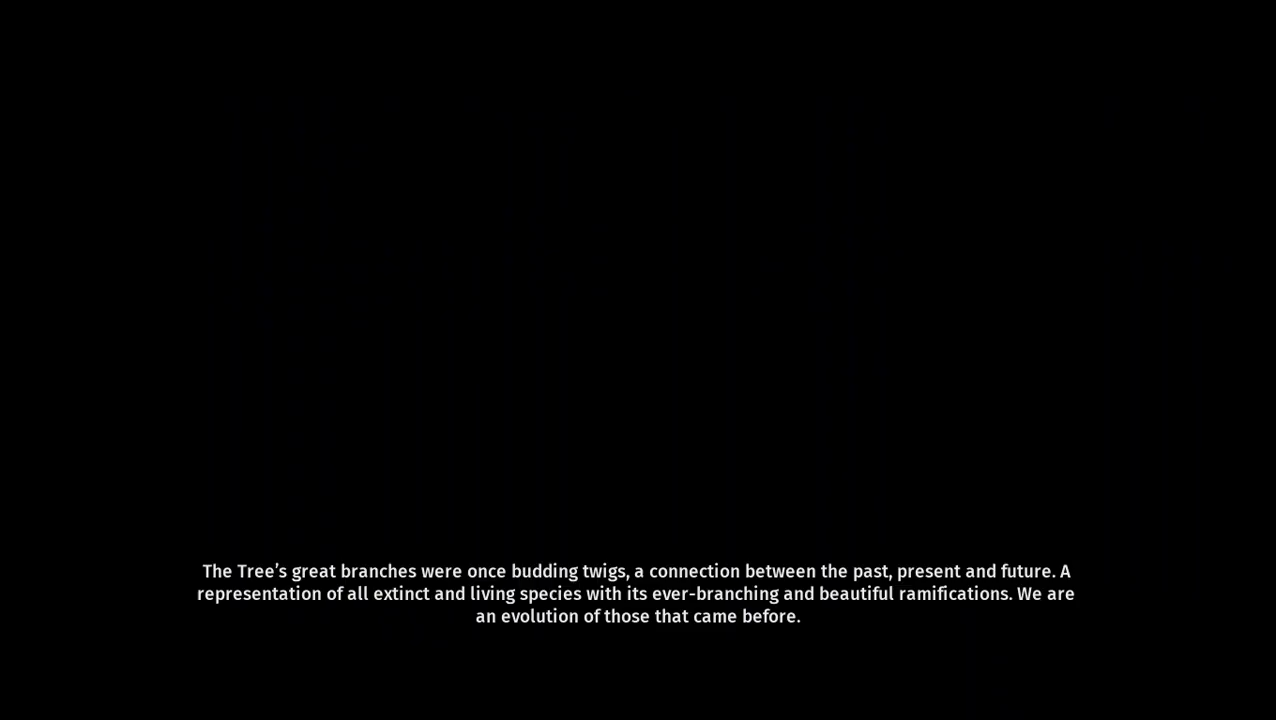 The Tree’s great branches were once budding twigs, a connection between the past, present and future. A
representation of all extinct and living species with its ever-branching and beautiful ramifications. We are
an evolution of those that came before.